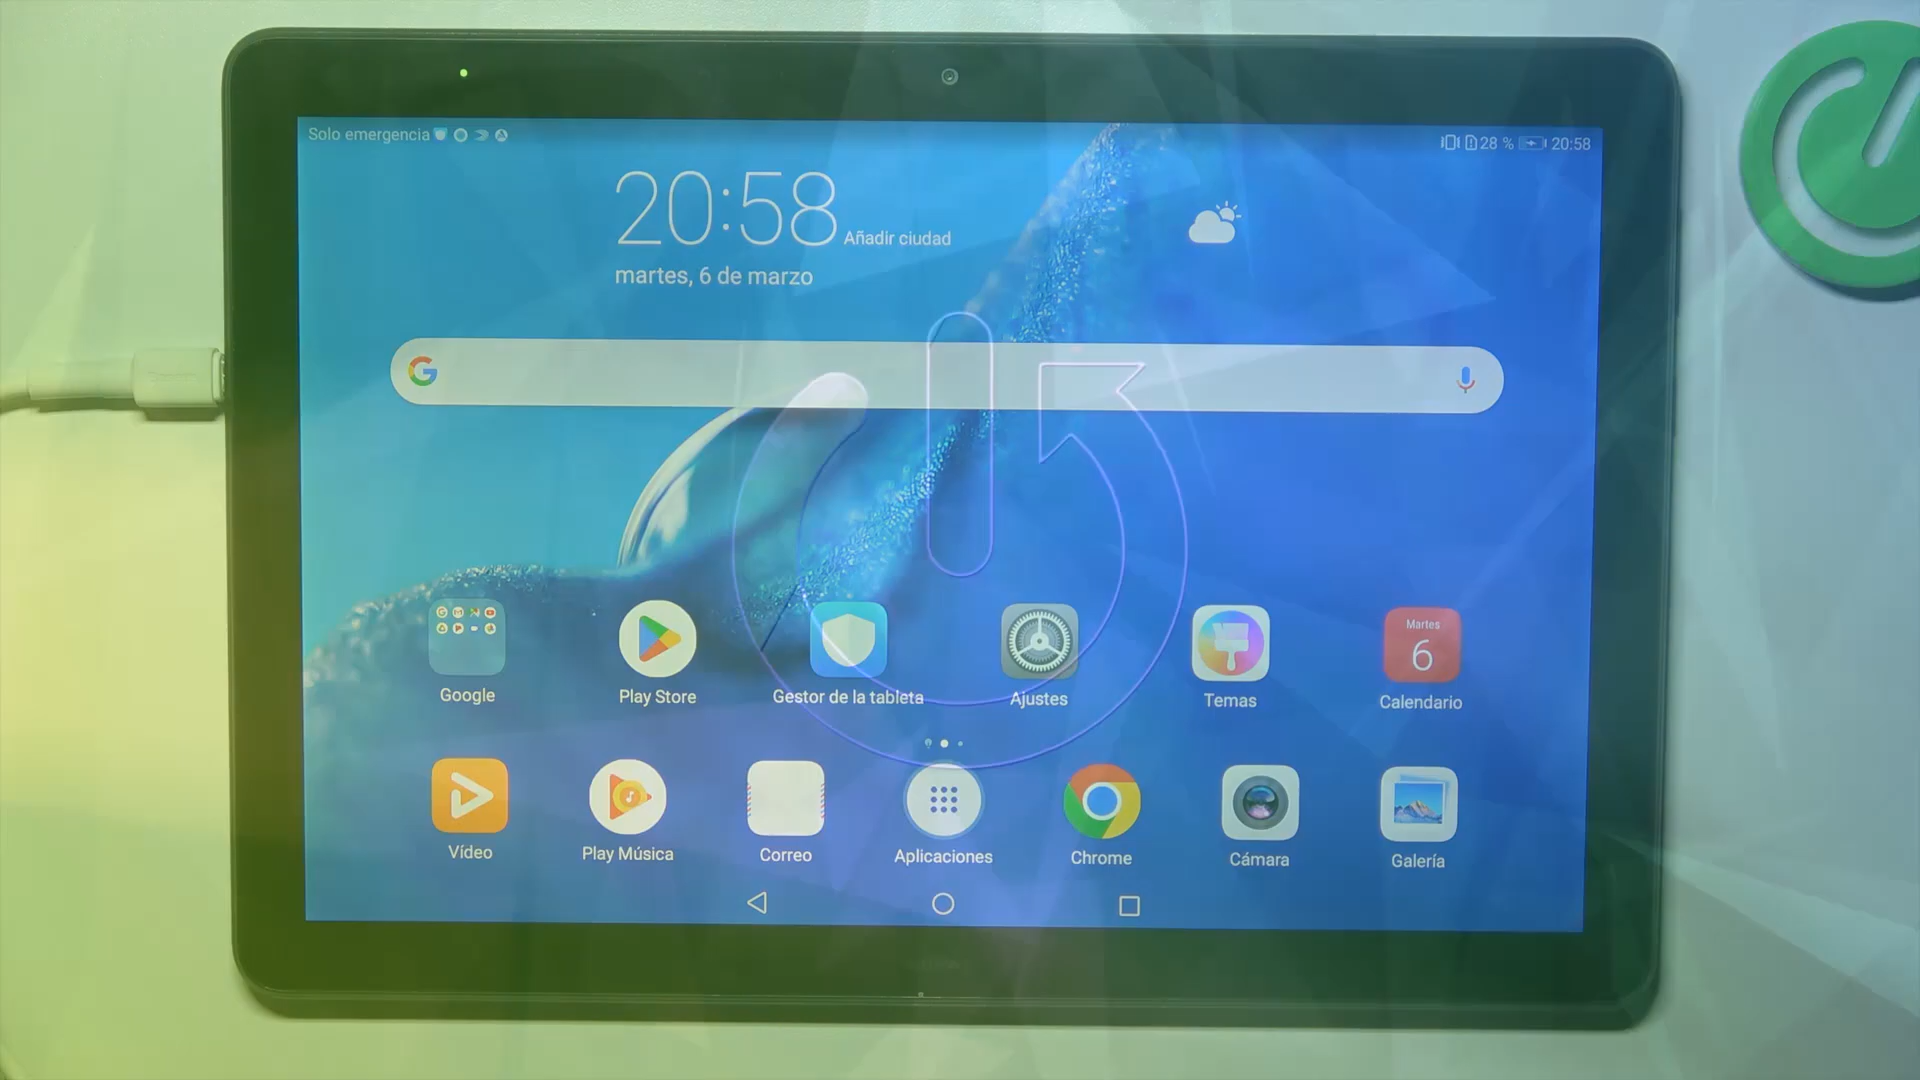 Solo emergencia
28 % 20:58
20:58 Añadir ciudad
martes, 6 de marzo
Google
Play Store
Gestor de la tableta
Ajustes
Temas
Martes
6
Calendario
Vídeo
Play Música
Correo
Aplicaciones
Chrome
Cámara
Galería